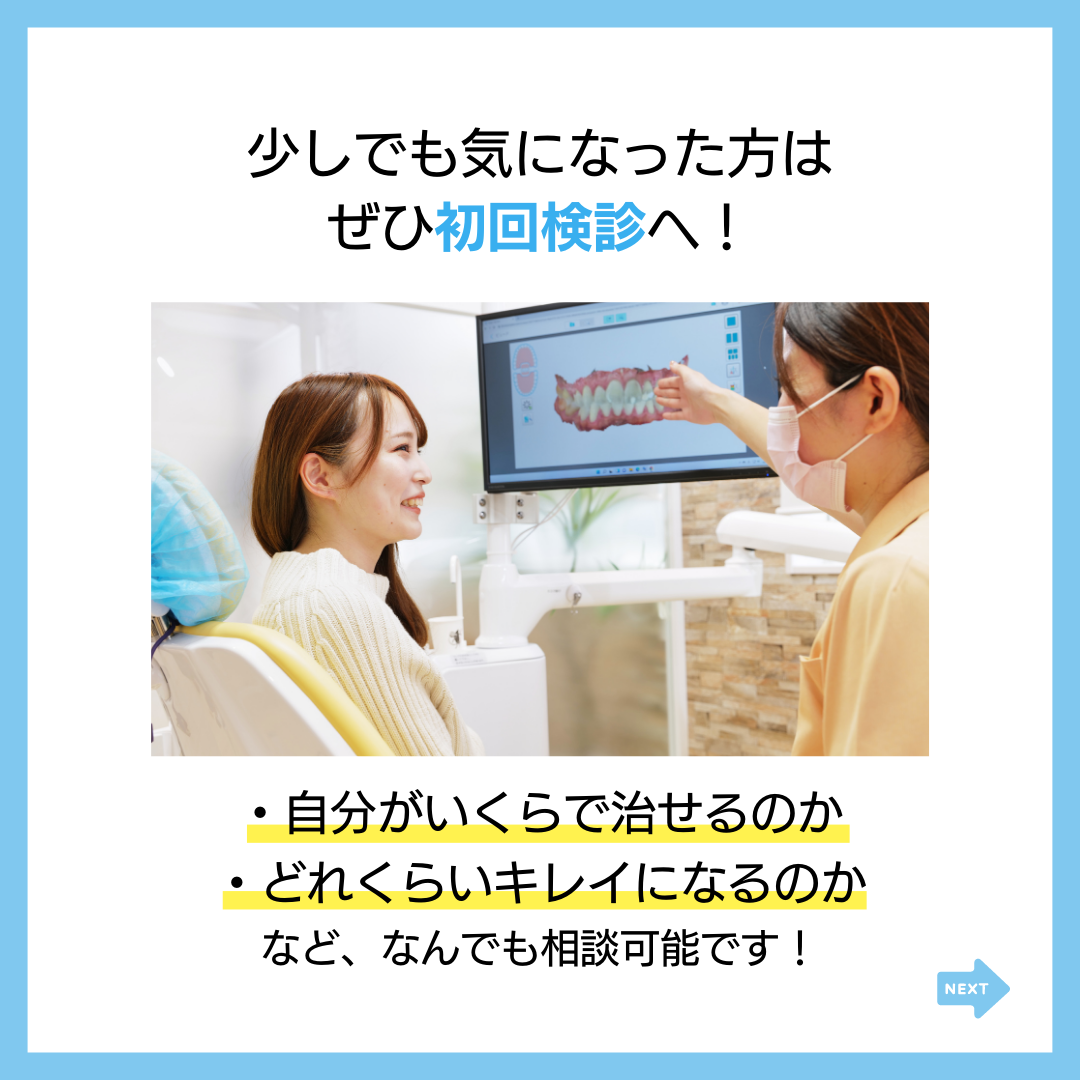 少しでも気になった方は
ぜひ初回検診へ！
・自分がいくらで治せるのか
・どれくらいキレイになるのか
など、なんでも相談可能です！
NEXT